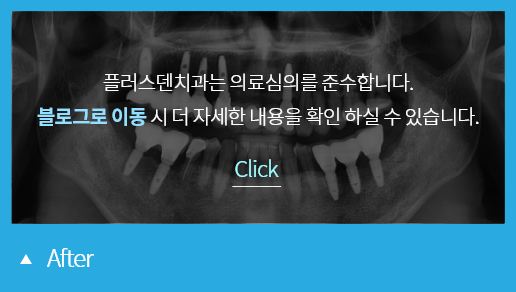 플러스덴치과는 의료심의를 준수합니다.
블로그로 이동 시 더 자세한 내용을 확인 하실 수 있습니다.
Click
▲ After